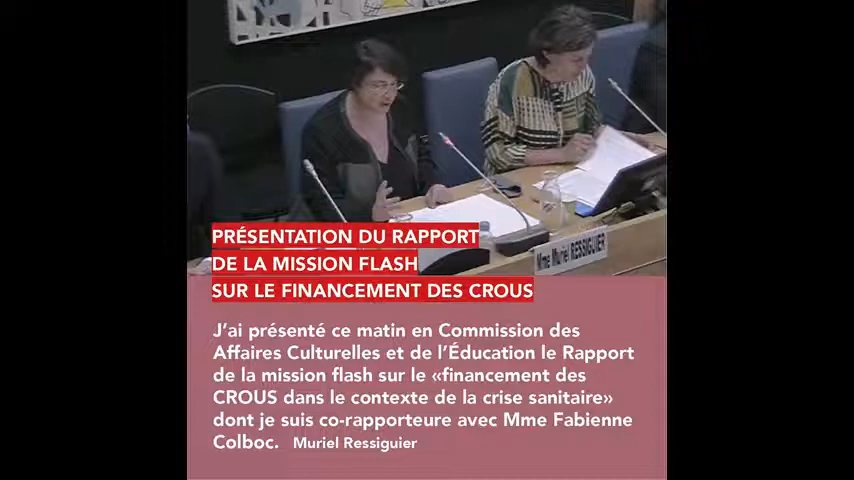 PRÉSENTATION DU RAPPORT
DE LA MISSION FLASH
SUR LE FINANCEMENT DES CROUS
Mme Muriel RESSIGUIER
J’ai présenté ce matin en Commission des
Affaires Culturelles et de l’Éducation le Rapport
de la mission flash sur le «financement des
CROUS dans le contexte de la crise sanitaire»
dont je suis co-rapporteure avec Mme Fabienne
Colboc. Muriel Ressiguier